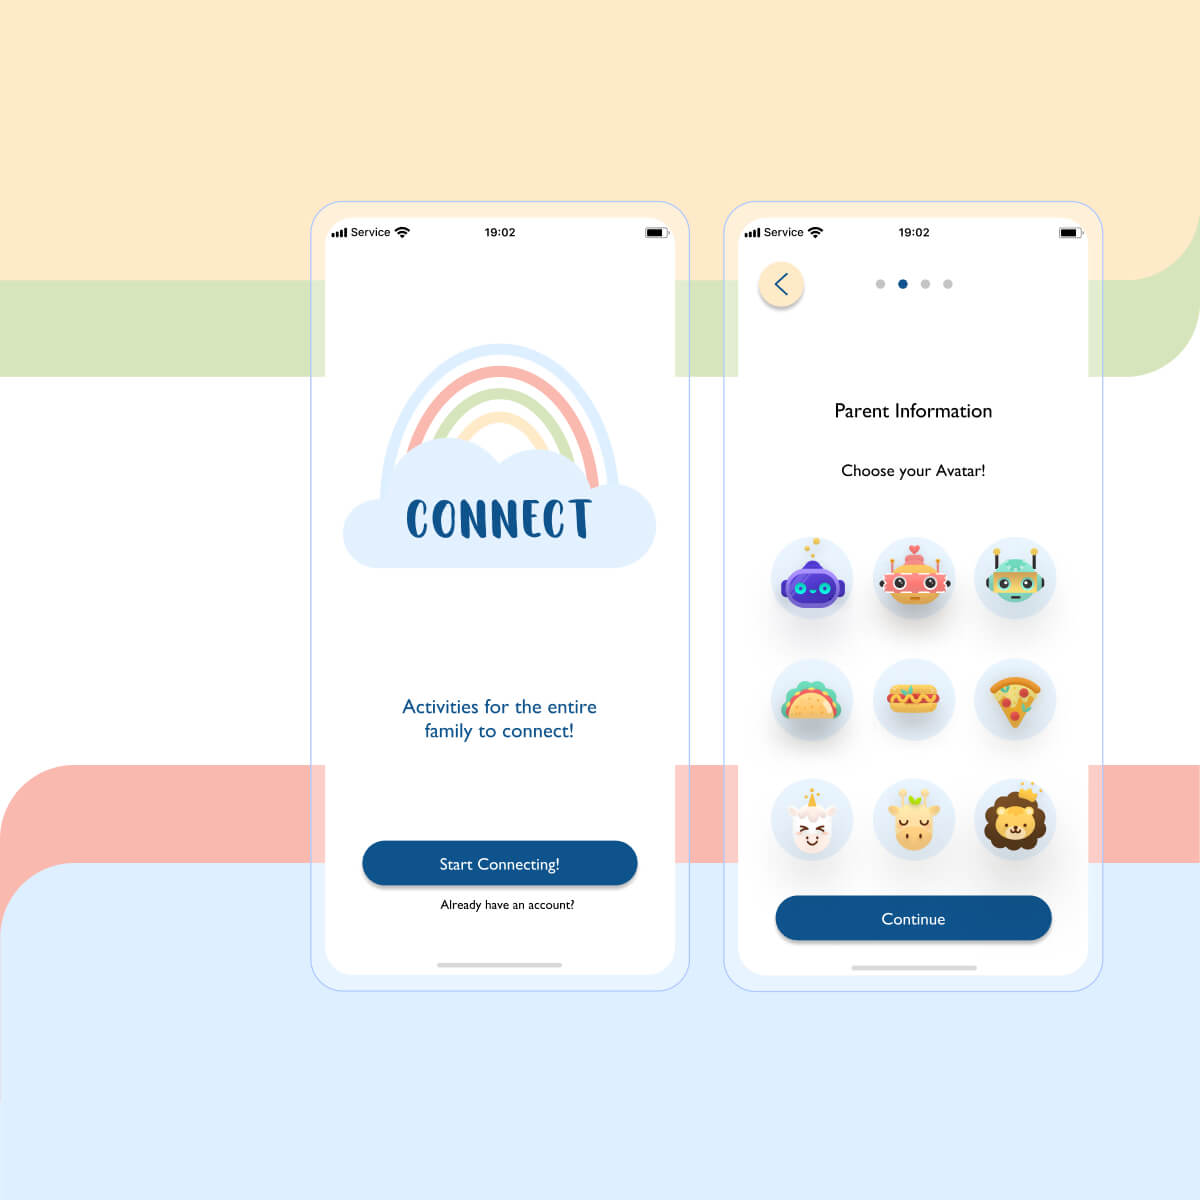 Service 19:02
CONNECT
Activities for the entire
family to connect!
Start Connecting!
Already have an account?
Service 19:02
Parent Information
Choose your Avatar!
Continue